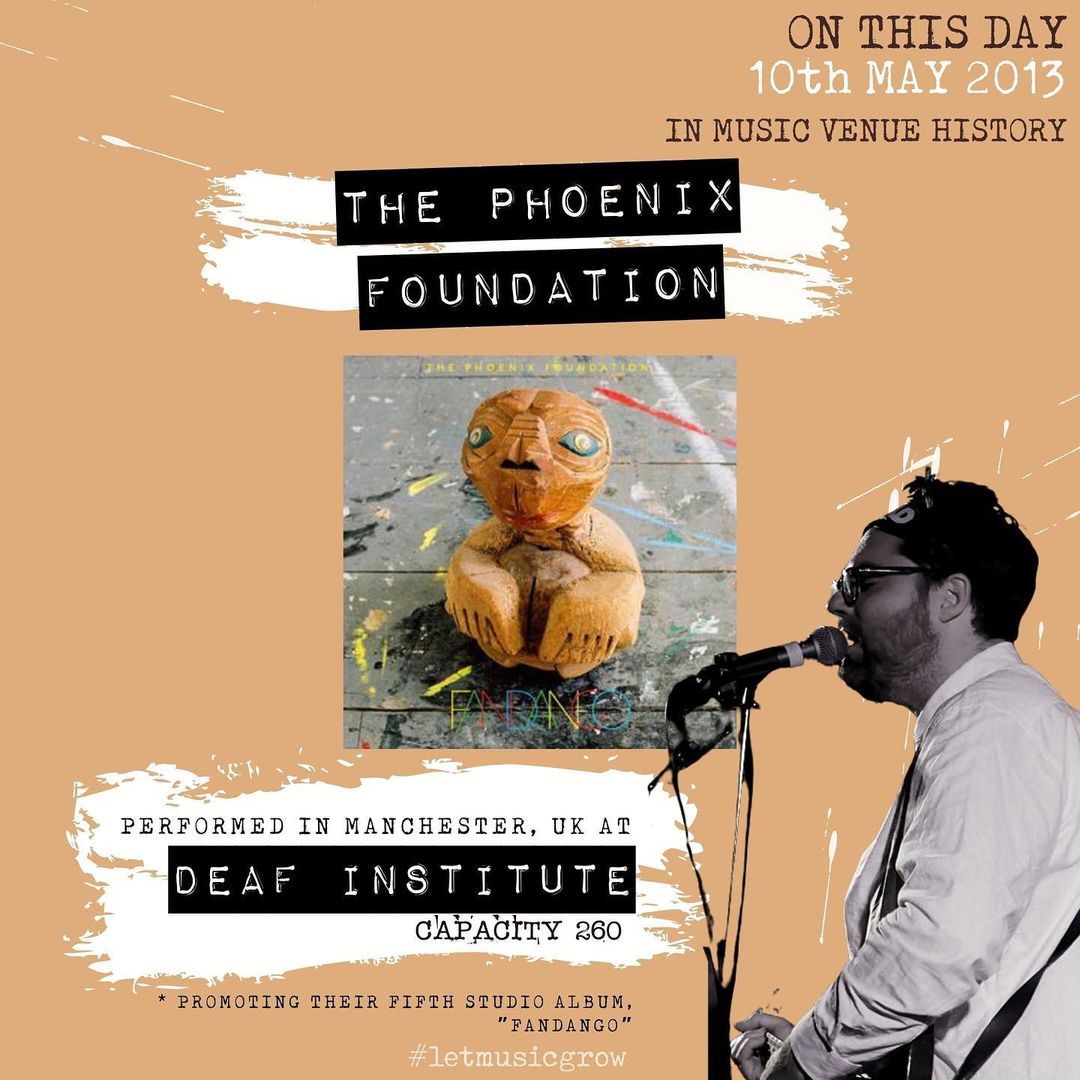 ON THIS DAY
10th MAY 2013
IN MUSIC VENUE HISTORY
THE PHOENIX
FOUNDATION
THE PHOENIX FOUNDATION
FANDANGO
PERFORMED IN MANCHESTER, UK AT
DEAF INSTITUTE
CAPACITY 260
* PROMOTING THEIR FIFTH STUDIO ALBUM,
"FANDANGO"
#letmusicgrow